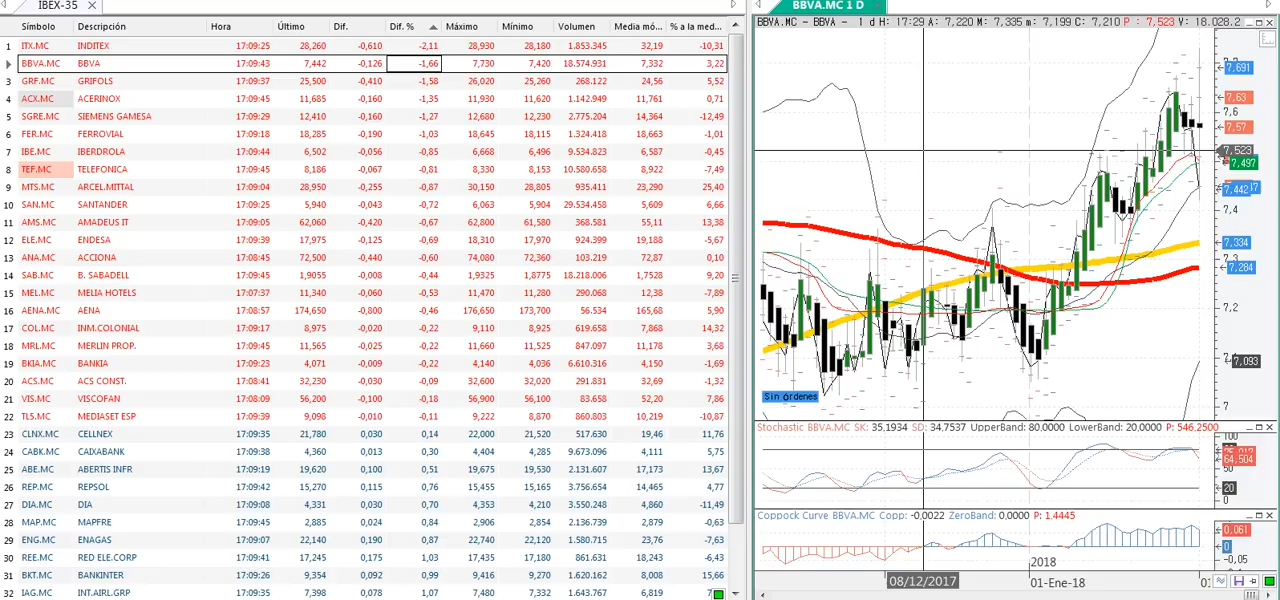 IBEX-35 X
Símbolo Descripción Hora Último Dif. Dif. % Máximo Mínimo Volumen Media mó... % a la med...
1 ITX.MC INDITEX 17:09:25 28,260 -0,610 -2,11 28,930 28,180 1.853.345 32,19 -10,31
BBVA.MC BBVA 17:09:43 7,442 -0,126 -1,66 7,730 7,420 18.574.931 7,332 3,22
3 GRF.MC GRIFOLS 17:09:37 25,500 -0,410 -1,58 26,020 25,260 268.122 24,56 5,52
4 ACX.MC ACERINOX 17:09:45 11,685 -0,160 -1,35 11,930 11,620 1.142.949 11,761 0,71
5 SGRE.MC SIEMENS GAMESA 17:09:29 12,410 -0,160 -1,27 12,680 12,230 2.775.204 14,364 -12,49
6 FER.MC FERROVIAL 17:09:18 18,285 -0,190 -1,03 18,645 18,115 1.324.418 18,663 -1,01
7 IBE.MC IBERDROLA 17:09:44 6,502 -0,056 -0,85 6,668 6,496 9.534.823 6,587 -0,45
8 TEF.MC TELEFONICA 17:09:45 8,186 -0,067 -0,81 8,330 8,153 10.580.658 8,922 -7,49
9 MTS.MC ARCEL.MITTAL 17:09:04 28,950 -0,255 -0,87 30,150 28,805 935.411 23,290 25,40
10 SAN.MC SANTANDER 17:09:25 5,940 -0,043 -0,72 6,063 5,904 29.534.458 5,609 6,66
11 AMS.MC AMADEUS IT 17:09:05 62,060 -0,420 -0,67 62,800 61,580 368.581 55,11 13,38
12 ELE.MC ENDESA 17:09:39 17,975 -0,125 -0,69 18,310 17,970 924.399 19,188 -5,67
13 ANA.MC ACCIONA 17:08:45 72,500 -0,440 -0,66 74,080 72,360 103.219 72,87 0,10
14 SAB.MC B. SABADELL 17:09:45 1,9055 -0,008 -0,44 1,9325 1,8775 18.218.006 1,7528 9,20
15 MEL.MC MELIA HOTELS 17:07:37 11,340 -0,060 -0,53 11,470 11,280 290.068 12,38 -7,89
16 AENA.MC AENA 17:08:57 174,650 -0,800 -0,46 176,650 173,700 56.534 165,68 5,90
17 COL.MC INM.COLONIAL 17:09:17 8,975 -0,020 -0,22 9,110 8,925 619.658 7,868 14,32
18 MRL.MC MERLIN PROP. 17:09:45 11,565 -0,025 -0,22 11,660 11,525 847.097 11,178 3,68
19 BKIA.MC BANKIA 17:09:23 4,071 -0,009 -0,22 4,140 4,036 6.610.316 4,150 -1,69
20 ACS.MC ACS CONST. 17:08:41 32,230 -0,030 -0,09 32,600 32,020 291.831 32,69 -1,32
21 VIS.MC VISCOFAN 17:08:09 56,200 -0,100 -0,18 56,900 56,100 83.658 52,20 7,86
22 TL5.MC MEDIASET ESP 17:09:39 9,098 -0,010 -0,11 9,222 8,870 860.803 10,219 -10,87
23 CLNX.MC CELLNEX 17:09:35 21,780 0,030 0,14 22,000 21,520 517.630 19,46 11,76
24 CABK.MC CAIXABANK 17:09:38 4,360 0,013 0,30 4,404 4,285 9.673.096 4,111 5,75
25 ABE.MC ABERTIS INFR 17:09:19 19,620 0,100 0,51 19,675 19,530 2.131.607 17,173 13,67
26 REP.MC REPSOL 17:09:42 15,270 0,115 0,76 15,455 15,165 3.756.654 14,465 4,77
27 DIA.MC DIA 17:09:08 4,331 0,030 0,70 4,353 4,210 3.550.248 4,860 -11,49
28 MAP.MC MAPFRE 17:09:45 2,885 0,024 0,84 2,906 2,854 2.136.739 2,879 -0,63
29 ENG.MC ENAGAS 17:09:07 22,140 0,190 0,87 22,740 22,120 1.580.715 23,76 -7,63
30 REE.MC RED ELE.CORP 17:09:41 17,245 0,175 1,03 17,435 17,180 861.631 18,243 -6,43
31 BKT.MC BANKINTER 17:09:26 9,354 0,092 0,99 9,416 9,270 1.620.162 8,008 15,66
32 IAG.MC INT.AIRL.GRP 17:09:36 7,398 0,078 1,07 7,480 7,332 1.643.767 6,819
BBVA.MC 1 D
BBVA.MC - BBVA - 1 d H: 17:29 A: 7,220 M: 7,335 m: 7,199 C: 7,210 P : 7,523 V: 18.028.2
7,691
7,63
7,6
7,57
7,523
7,497
7,442
7,4
7,334
7,3
7,284
7,2
7,093
7
Sin órdenes
Stochastic BBVA.MC SK: 35,1934 SD: 34,7537 UpperBand: 80.0000 LowerBand: 20.0000 P: 546.2500
100
64,504
50
20
0
Coppock Curve BBVA.MC Copp: -0.0022 ZeroBand: 0,0000 P: 1.4445
0,061
0
-0,05
2018
08/12/2017 01-Ene-18